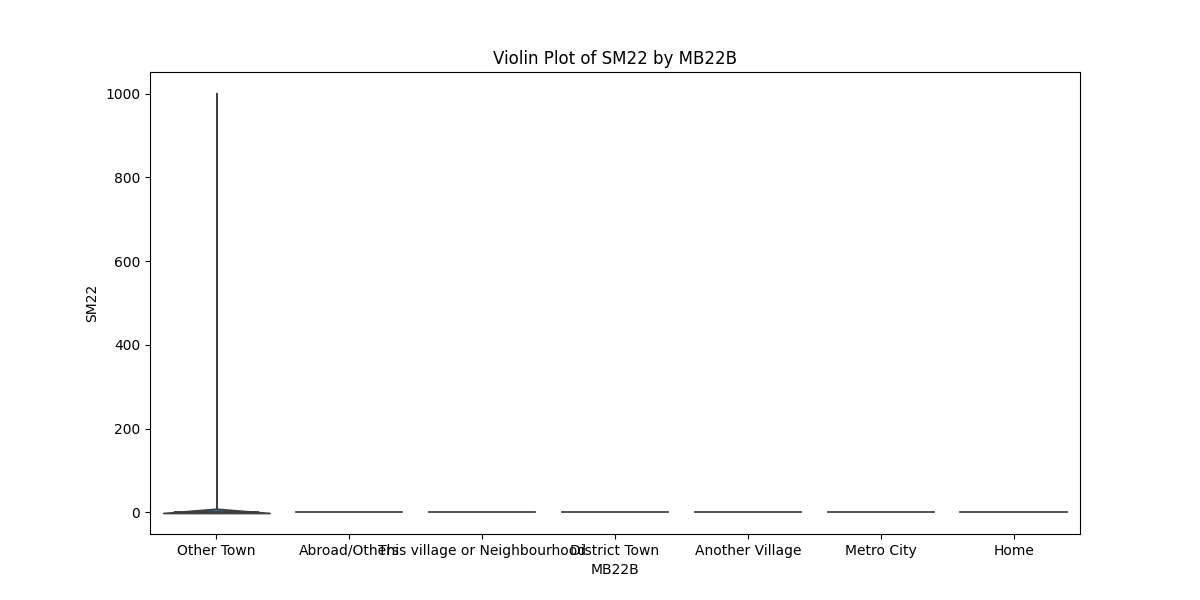 Violin Plot of SM22 by MB22B
1000
800
600
400
200
0
SM22
Other Town
Abroad/Others
This village or Neighbourhood
District Town
Another Village
Metro City
Home
MB22B